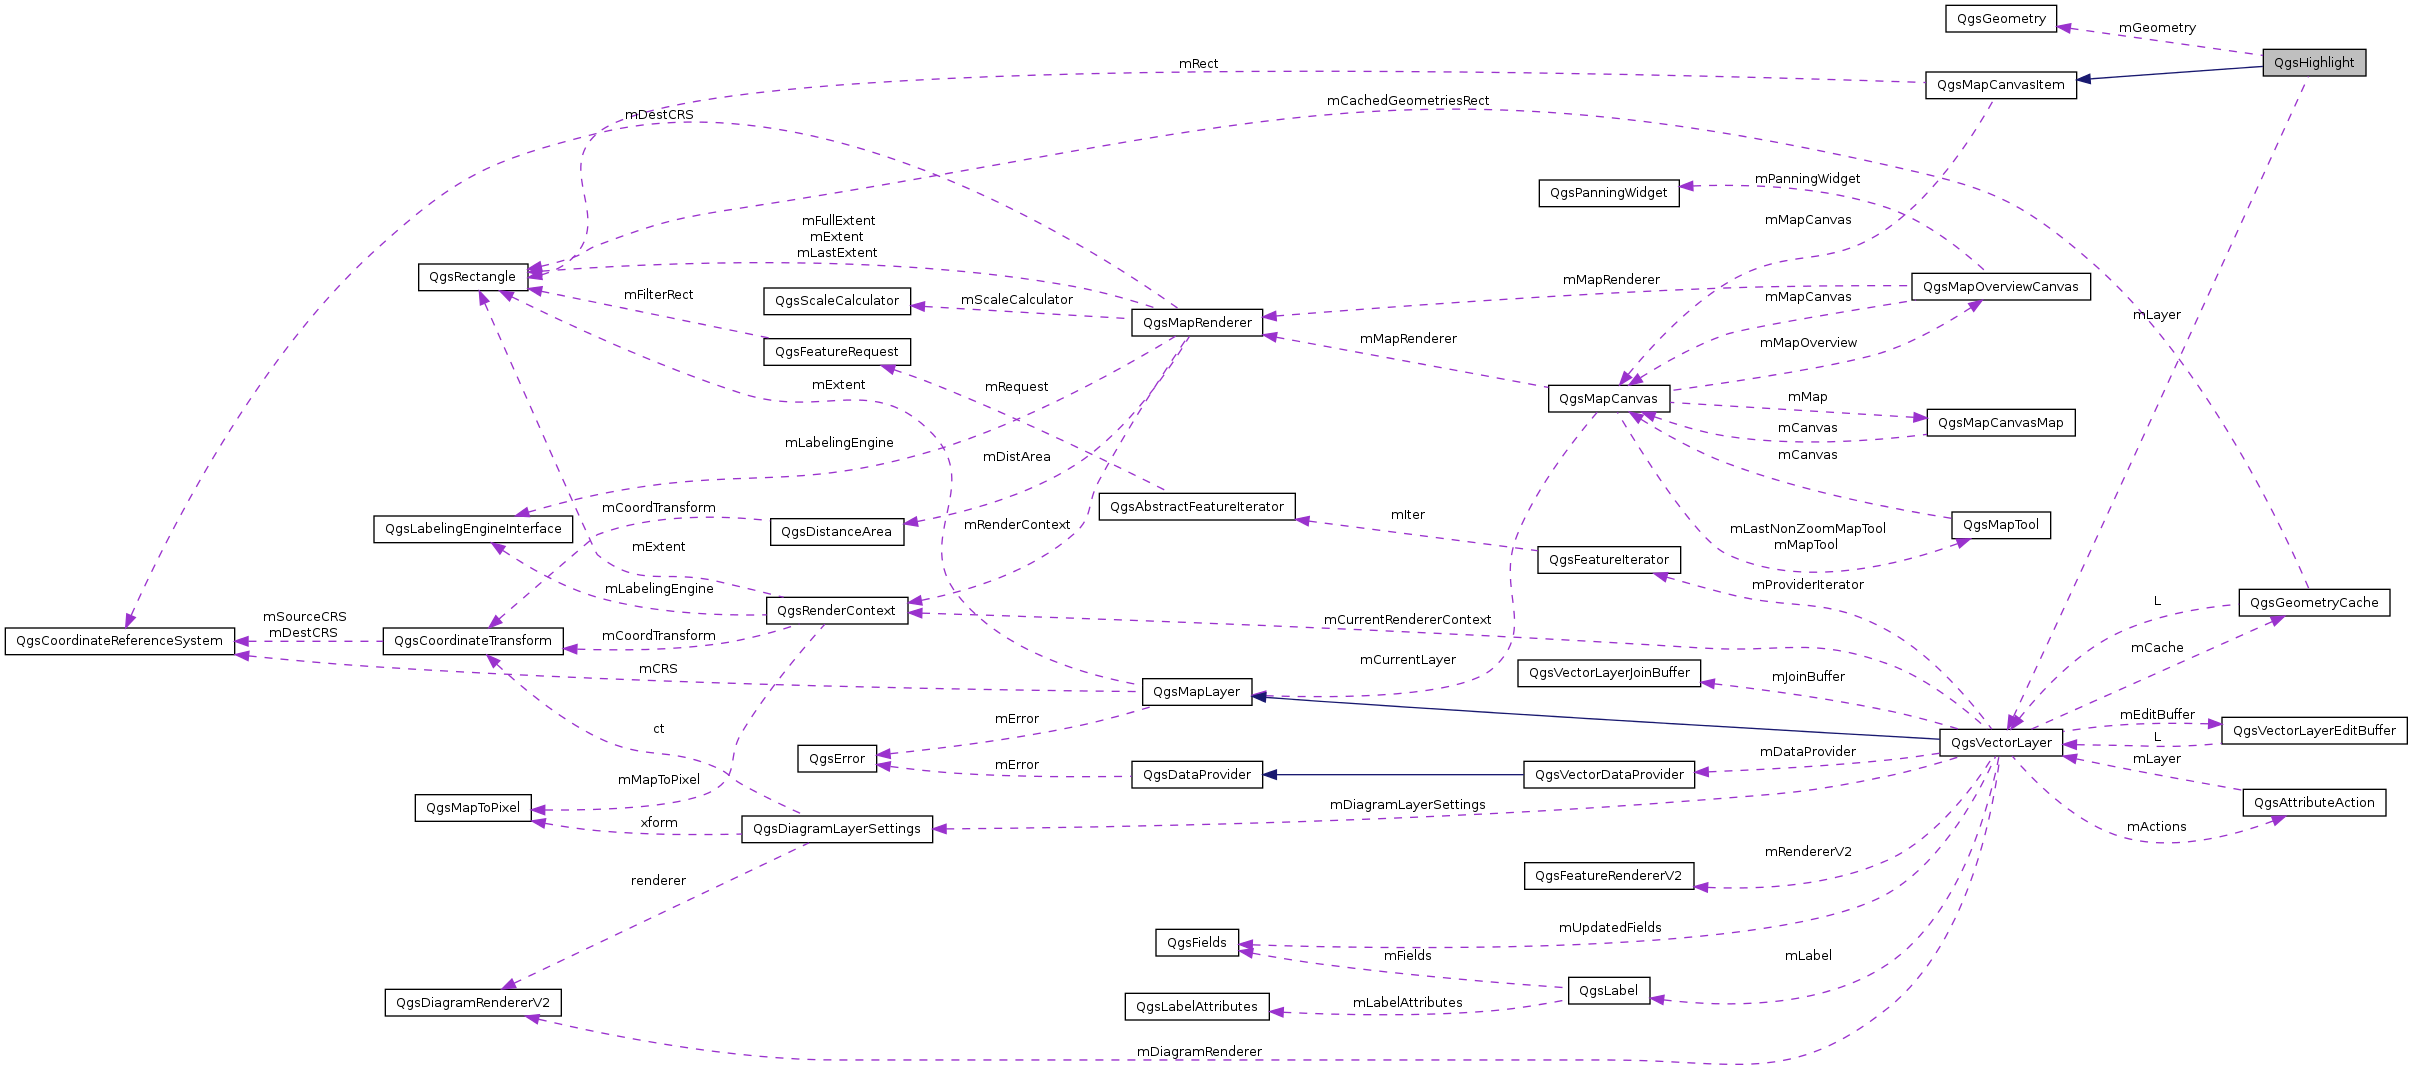 QgsGeometry
mGeometry
QgsHighlight
mRect
QgsMapCanvasItem
mCachedGeometriesRect
mDestCRS
mPanningWidget
QgsPanningWidget
mFullExtent
mExtent
mLastExtent
mMapCanvas
QgsRectangle
mFilterRect
QgsScaleCalculator
mScaleCalculator
mMapRenderer
QgsMapOverviewCanvas
mMapCanvas
mLayer
QgsMapRenderer
mMapRenderer
mMapOverview
QgsFeatureRequest
mExtent
mRequest
QgsMapCanvas
mMap
QgsMapCanvasMap
mCanvas
mCanvas
mLabelingEngine
mDistArea
mCoordTransform
QgsAbstractFeatureIterator
mIter
QgsLabelingEngineInterface
QgsDistanceArea
mRenderContext
mLastNonZoomMapTool
mMapTool
QgsMapTool
mExtent
QgsFeatureIterator
mProviderIterator
mLabelingEngine
QgsRenderContext
mCurrentRendererContext
L
QgsGeometryCache
mSourceCRS
mDestCRS
QgsCoordinateReferenceSystem
QgsCoordinateTransform
mCoordTransform
mCRS
mCurrentLayer
mCache
QgsVectorLayerJoinBuffer
mJoinBuffer
QgsMapLayer
mError
ct
mEditBuffer
QgsVectorLayerEditBuffer
L
QgsVectorLayer
mLayer
QgsError
mError
QgsDataProvider
QgsVectorDataProvider
mDataProvider
mMapToPixel
QgsMapToPixel
xform
QgsDiagramLayerSettings
mDiagramLayerSettings
QgsAttributeAction
mActions
mRendererV2
QgsFeatureRendererV2
renderer
mUpdatedFields
QgsFields
mFields
mLabel
QgsLabel
QgsDiagramRendererV2
QgsLabelAttributes
mLabelAttributes
mDiagramRenderer